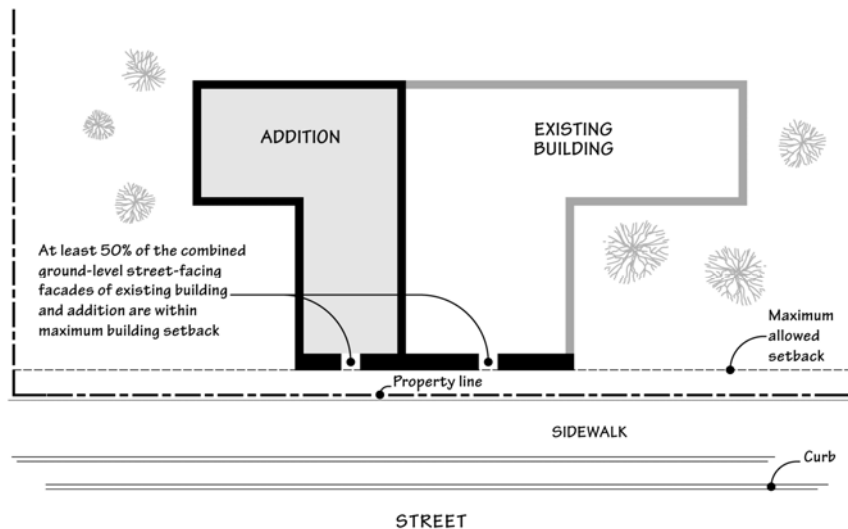 ADDITION
EXISTING
BUILDING
At least 50% of the combined
ground-level street-facing
facades of existing building
and addition are within
maximum building setback
Maximum
allowed
setback
Property line
SIDEWALK
Curb
STREET